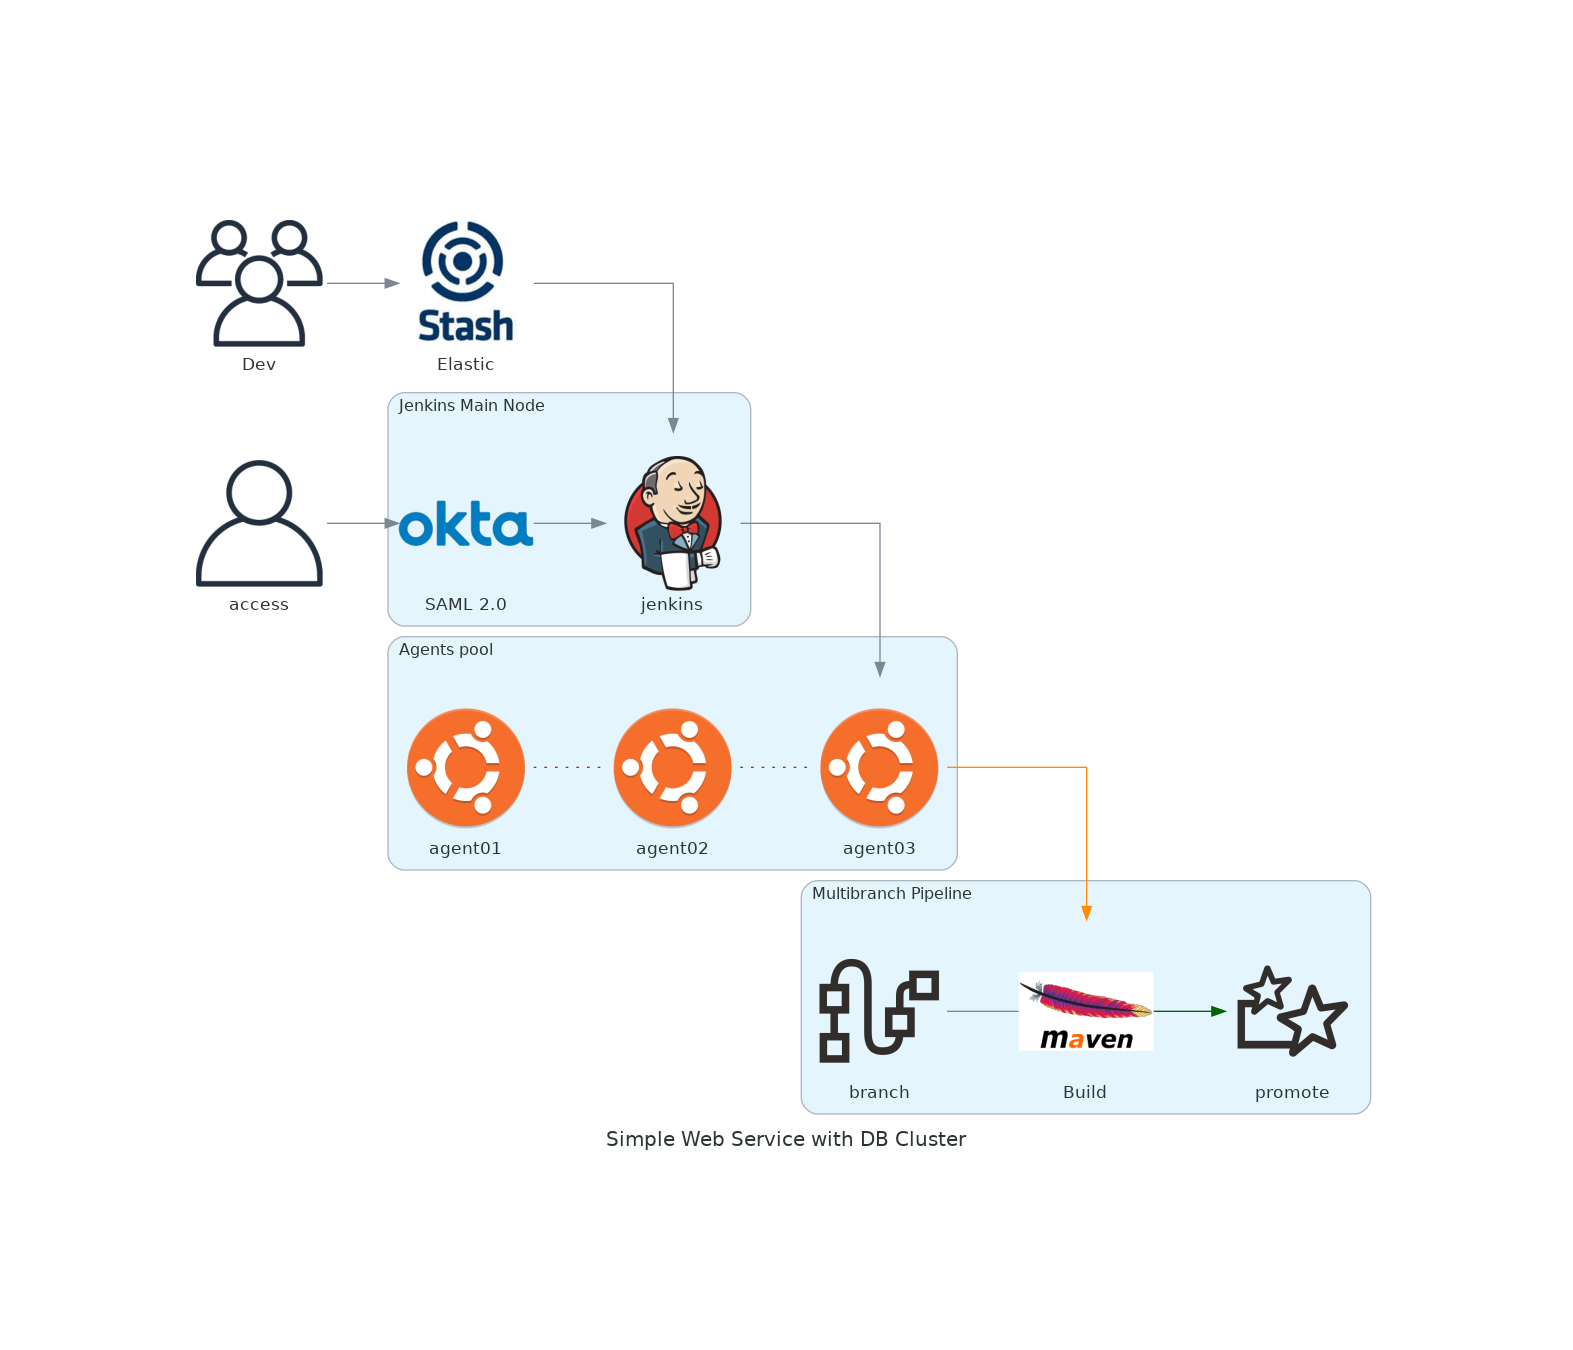 Stash
Dev
Elastic
Jenkins Main Node
okta
access
SAML 2.0
jenkins
Agents pool
agent01
agent02
agent03
Multibranch Pipeline
maven
branch
Build
promote
Simple Web Service with DB Cluster